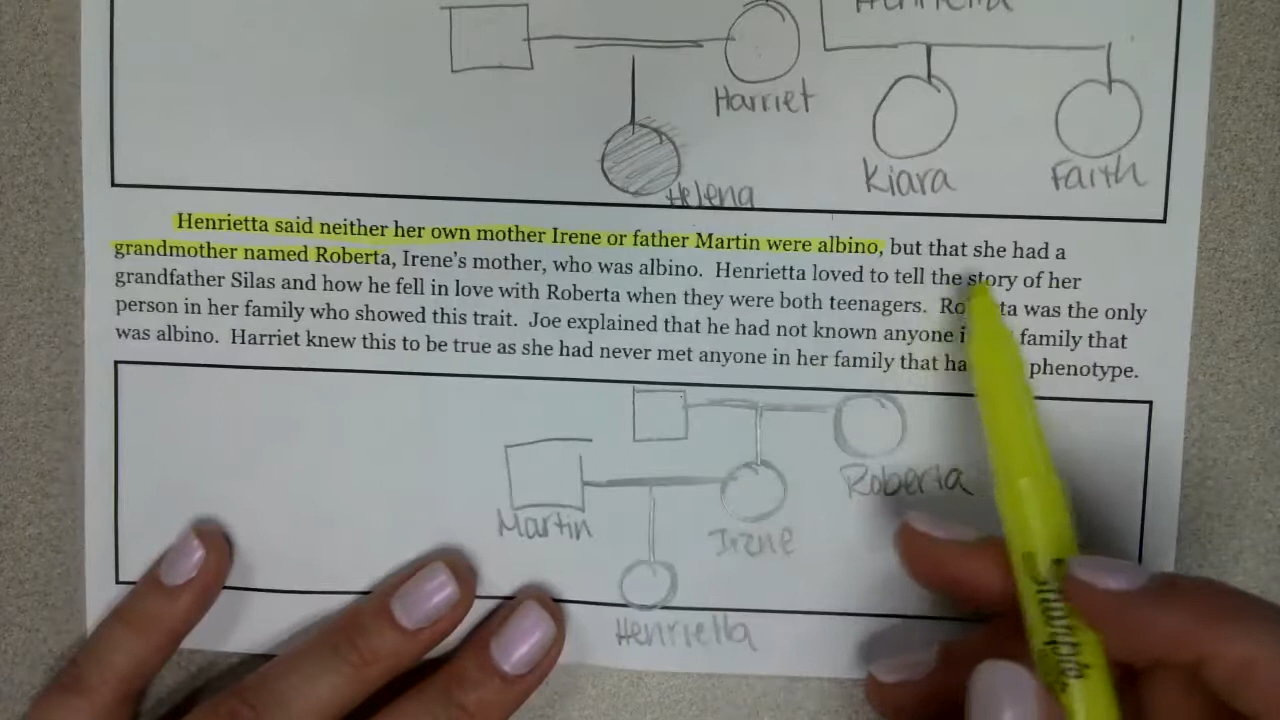 Harriet
Kiara
Faith
Helena
Henrietta said neither her own mother Irene or father Martin were albino, but that she had a
grandmother named Roberta, Irene's mother, who was albino. Henrietta loved to tell the story of her
grandfather Silas and how he fell in love with Roberta when they were both teenagers. was the only
person in her family who showed this trait. Joe explained that he had not known anyone family that
was albino. Harriet knew this to be true as she had never met anyone in her family that phenotype.
Roberta
Martin
Irene
Henrietta
Sharpie